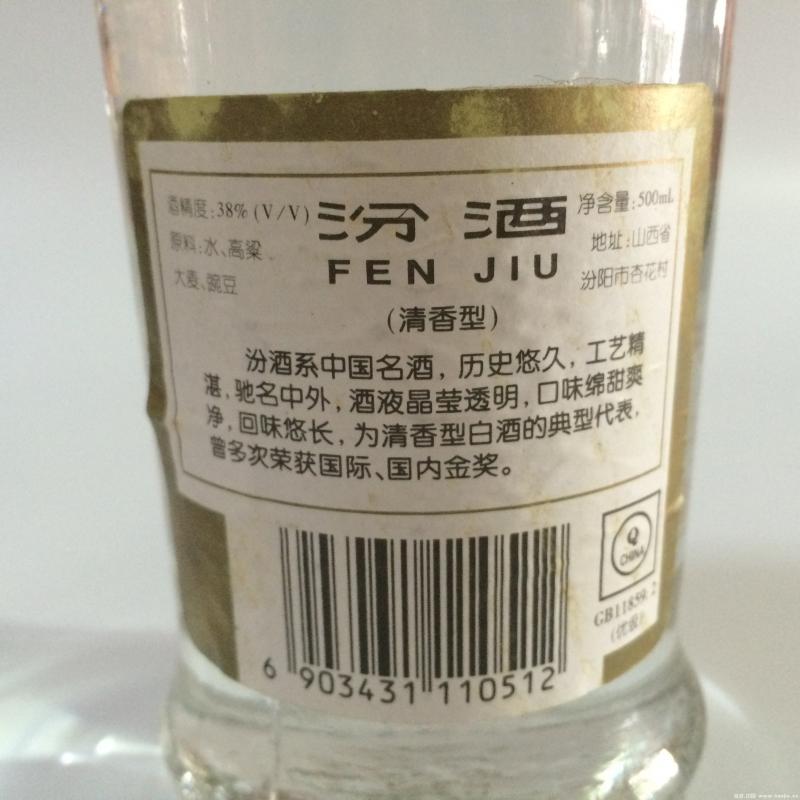 酒精度:38%(V/V)
原料:水、高粱
大麦、豌豆
汾酒
FEN JIU
净含量:500mL
地址:山西省
汾阳市杏花村
(清香型)
汾酒系中国名酒,历史悠久,工艺精
湛,驰名中外,酒液晶莹透明,口味绵甜爽
净,回味悠长,为清香型白酒的典型代表,
曾多次荣获国际、国内金奖。
Q
CHINA
GB11859.2
(优级)
6 903431 110512